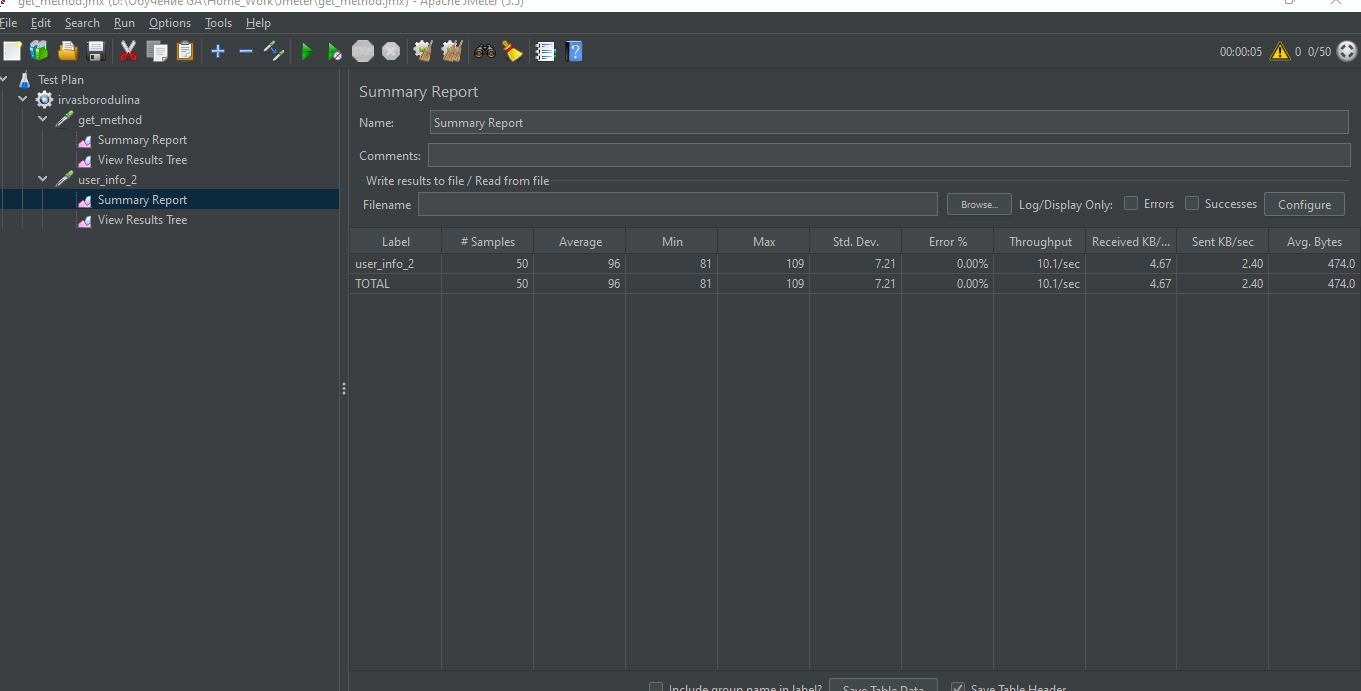 get_method.jmx (D:\Обучение GA\Home_Work\Jmeter\get_method.jmx) - Apache JMeter (5.5)
File Edit Search Run Options Tools Help
STOP 00:00:05 0 0/50
Test Plan
irvasborodulina
get_method
Summary Report
View Results Tree
user_info_2
Summary Report
View Results Tree
Summary Report
Name: Summary Report
Comments:
Write results to file / Read from file
Filename Browse... Log/Display Only: Errors Successes Configure
Label # Samples Average Min Max Std. Dev. Error % Throughput Received KB/... Sent KB/sec Avg. Bytes
user_info_2 50 96 81 109 7.21 0.00% 10.1/sec 4.67 2.40 474.0
TOTAL 50 96 81 109 7.21 0.00% 10.1/sec 4.67 2.40 474.0
Include group name in label? Save Table Data Save Table Header